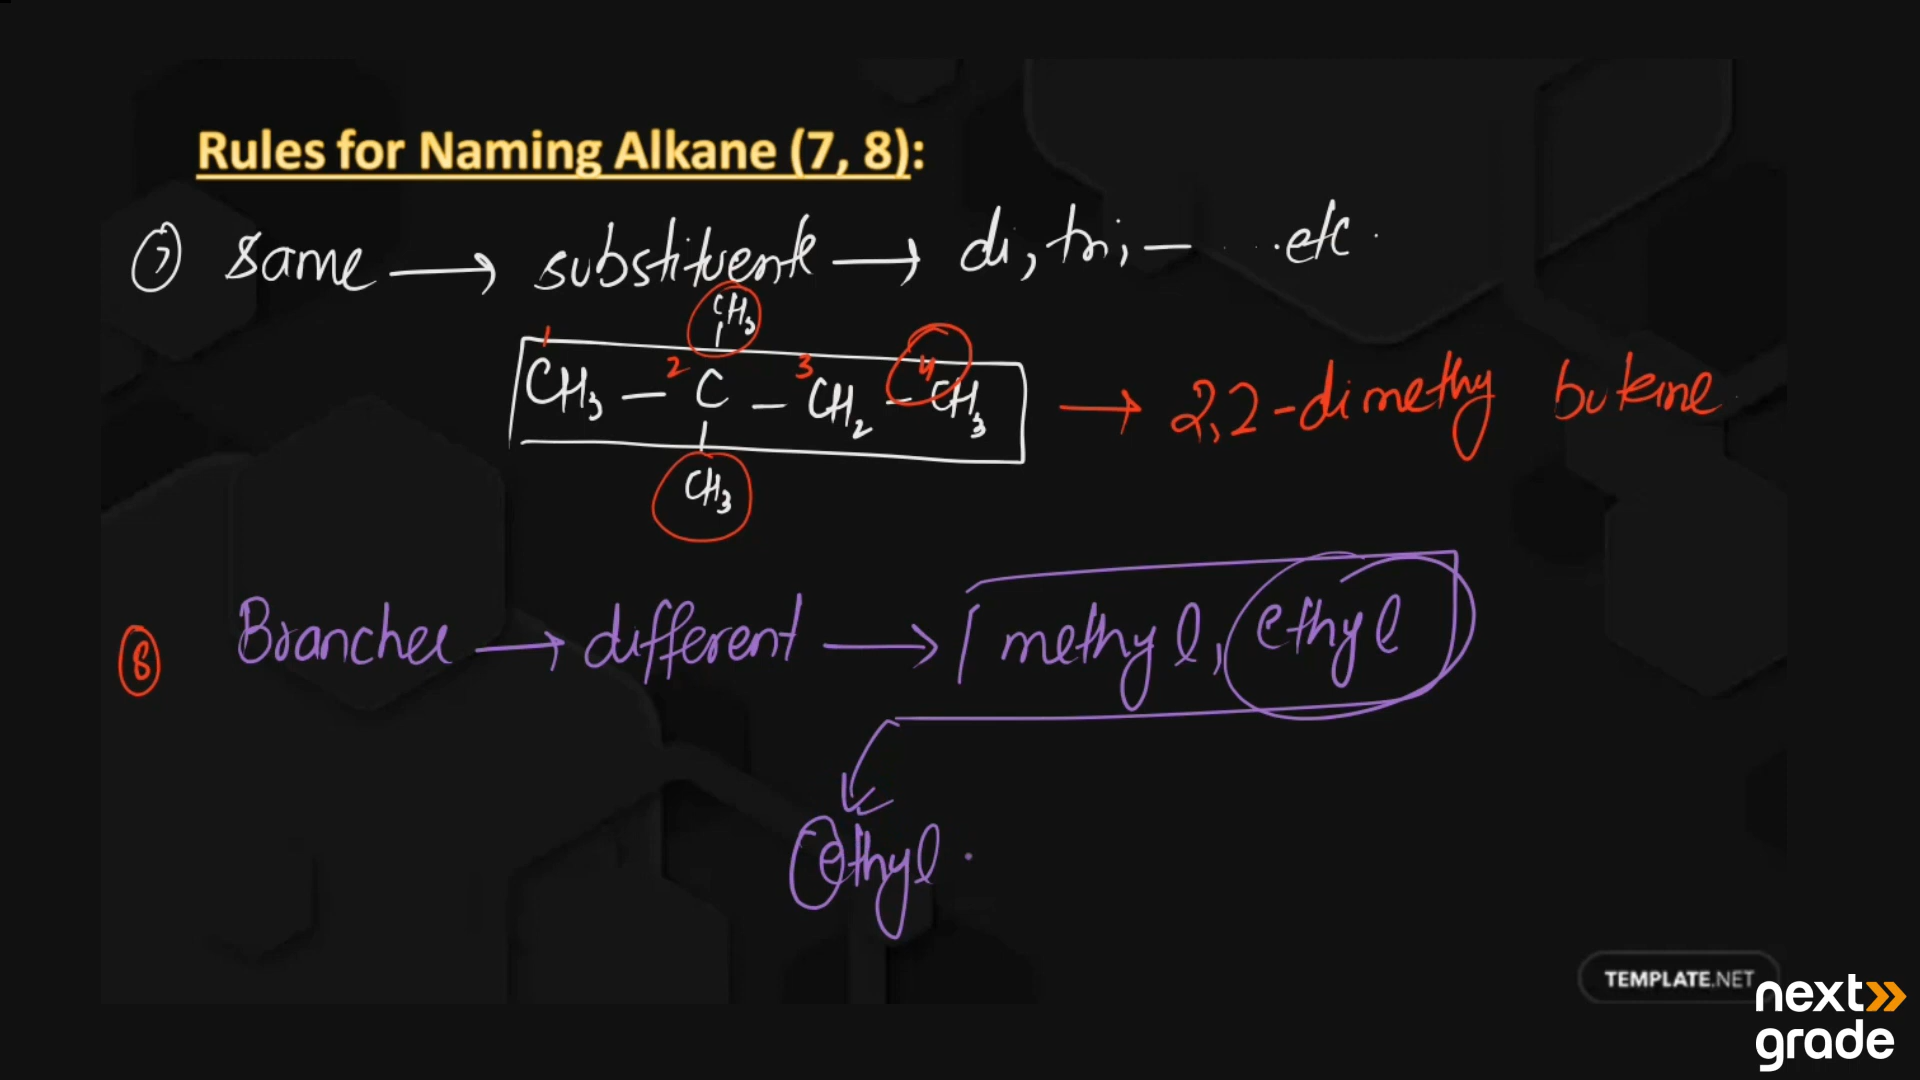 Rules for Naming Alkane (7, 8):
7 Same → substituent → di, tri, — ... etc.
CH3
1 2 3 4
CH3 — C — CH2 — CH3 → 2,2-dimethy butane
CH3
8 Branches → different → methyl, ethyl
ethyl.
TEMPLATE.NET
next
grade